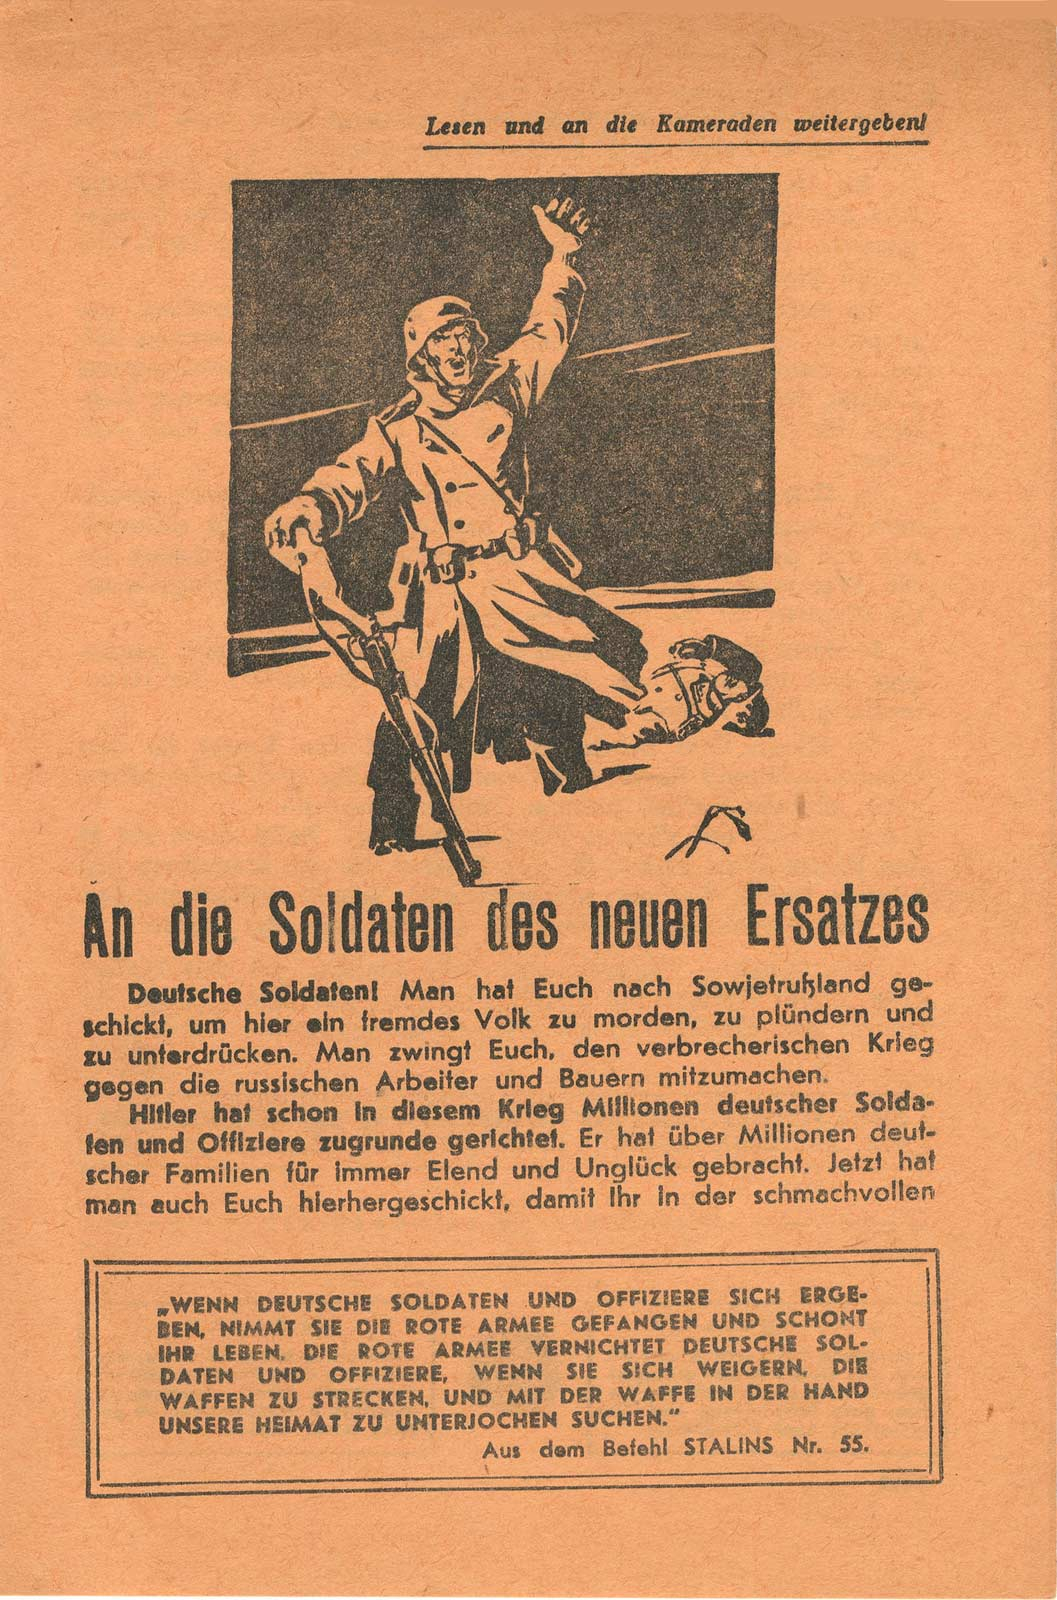 Lesen und an die Kameraden weitergeben!
An die Soldaten des neuen Ersatzes
Deutsche Soldaten! Man hat Euch nach Sowjetrußland ge-
schickt, um hier ein fremdes Volk zu morden, zu plündern und
zu unterdrücken. Man zwingt Euch, den verbrecherischen Krieg
gegen die russischen Arbeiter und Bauern mitzumachen.
Hitler hat schon in diesem Krieg Millionen deutscher Solda-
ten und Offiziere zugrunde gerichtet. Er hat über Millionen deut-
scher Familien für immer Elend und Unglück gebracht. Jetzt hat
man auch Euch hierhergeschickt, damit Ihr in der schmachvollen
„WENN DEUTSCHE SOLDATEN UND OFFIZIERE SICH ERGE-
BEN, NIMMT SIE DIE ROTE ARMEE GEFANGEN UND SCHONT
IHR LEBEN. DIE ROTE ARMEE VERNICHTET DEUTSCHE SOL-
DATEN UND OFFIZIERE, WENN SIE SICH WEIGERN, DIE
WAFFEN ZU STRECKEN, UND MIT DER WAFFE IN DER HAND
UNSERE HEIMAT ZU UNTERJOCHEN SUCHEN."
Aus dem Befehl STALINS Nr. 55.